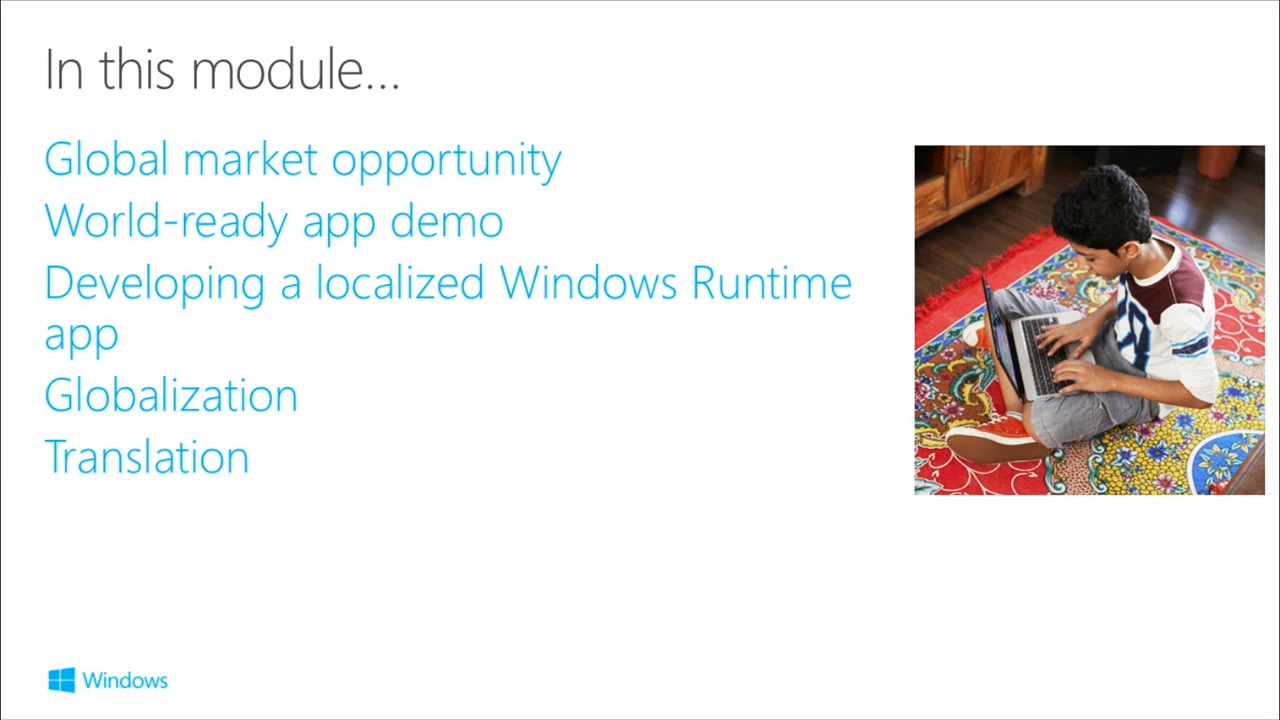 In this module...
Global market opportunity
World-ready app demo
Developing a localized Windows Runtime
app
Globalization
Translation
Windows